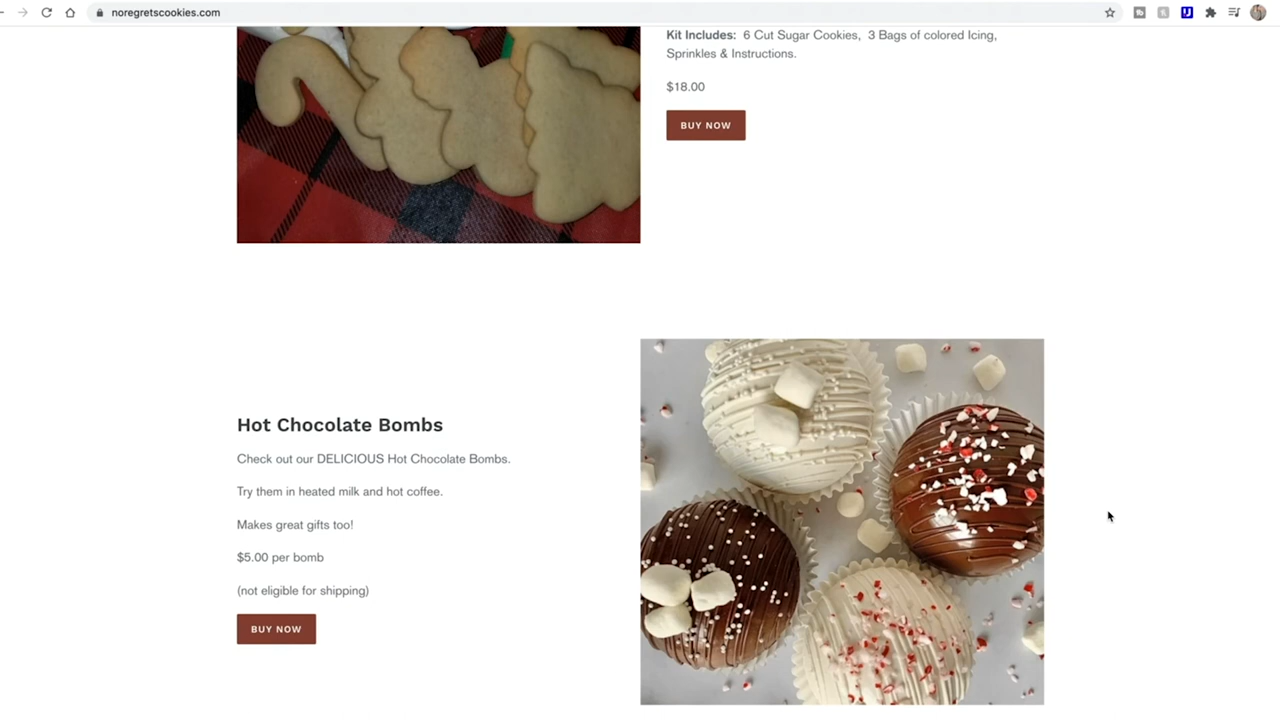 noregretscookies.com
Kit Includes: 6 Cut Sugar Cookies, 3 Bags of colored Icing,
Sprinkles & Instructions.
$18.00
BUY NOW
Hot Chocolate Bombs
Check out our DELICIOUS Hot Chocolate Bombs.
Try them in heated milk and hot coffee.
Makes great gifts too!
$5.00 per bomb
(not eligible for shipping)
BUY NOW